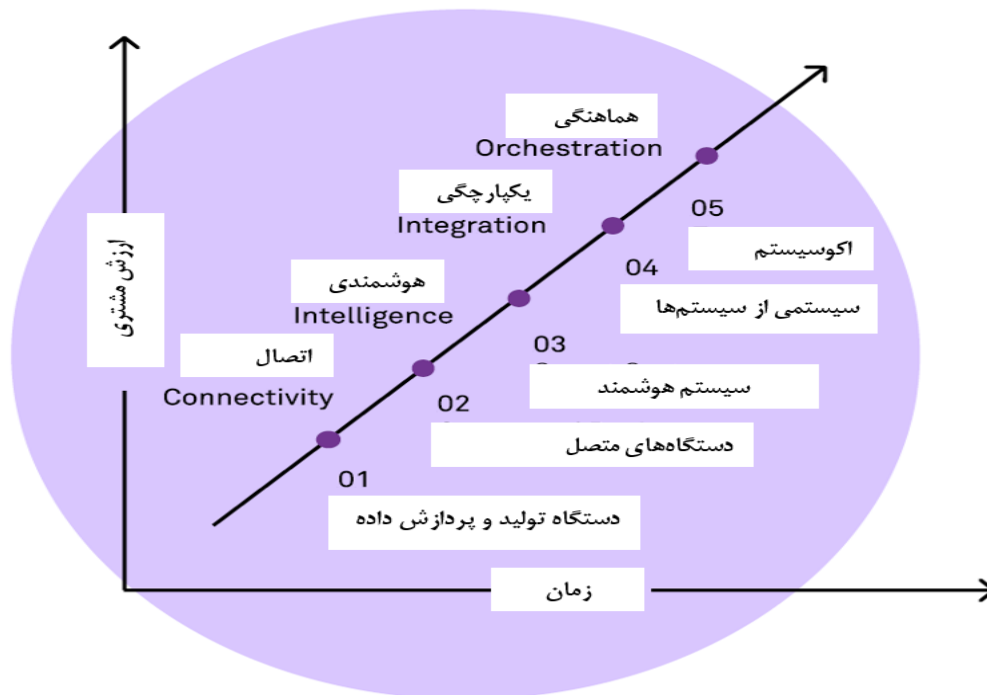 هماهنگی
Orchestration
یکپارچگی
Integration
05
اکوسیستم
هوشمندی
Intelligence
04
سیستمی از سیستم‌ها
اتصال
Connectivity
03
سیستم هوشمند
02
دستگاه‌های متصل
01
دستگاه تولید و پردازش داده
ارزش مشتری
زمان